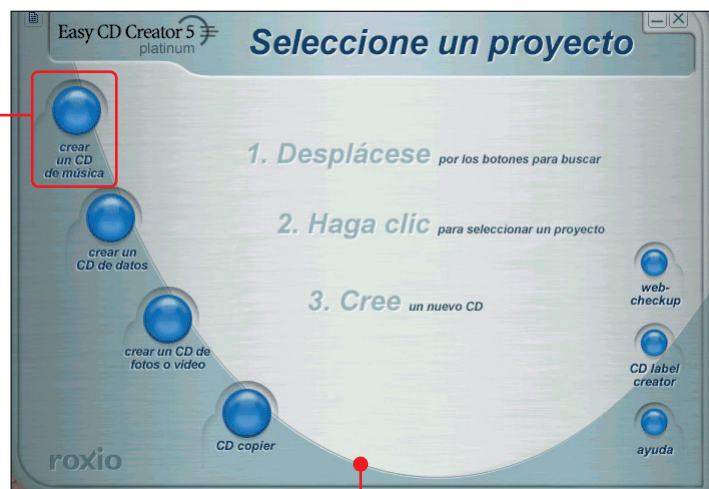 Easy CD Creator 5
platinum
Seleccione un proyecto
crear
un CD
de música
1. Desplácese por los botones para buscar
crear un
CD de datos
2. Haga clic para seleccionar un proyecto
web-
checkup
3. Cree un nuevo CD
crear un CD de
fotos o vídeo
CD label
creator
CD copier
ayuda
roxio